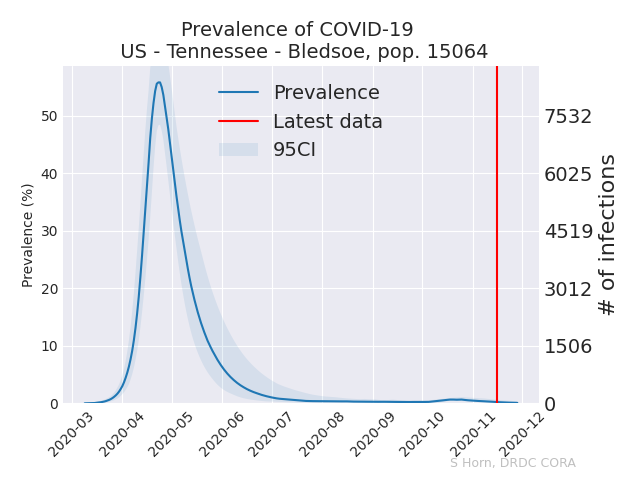 Prevalence of COVID-19
US - Tennessee - Bledsoe, pop. 15064
Prevalence
Latest data
95CI
Prevalence (%)
50
40
30
20
10
0
7532
6025
4519
3012
1506
0
# of infections
2020-03
2020-04
2020-05
2020-06
2020-07
2020-08
2020-09
2020-10
2020-11
2020-12
S Horn, DRDC CORA